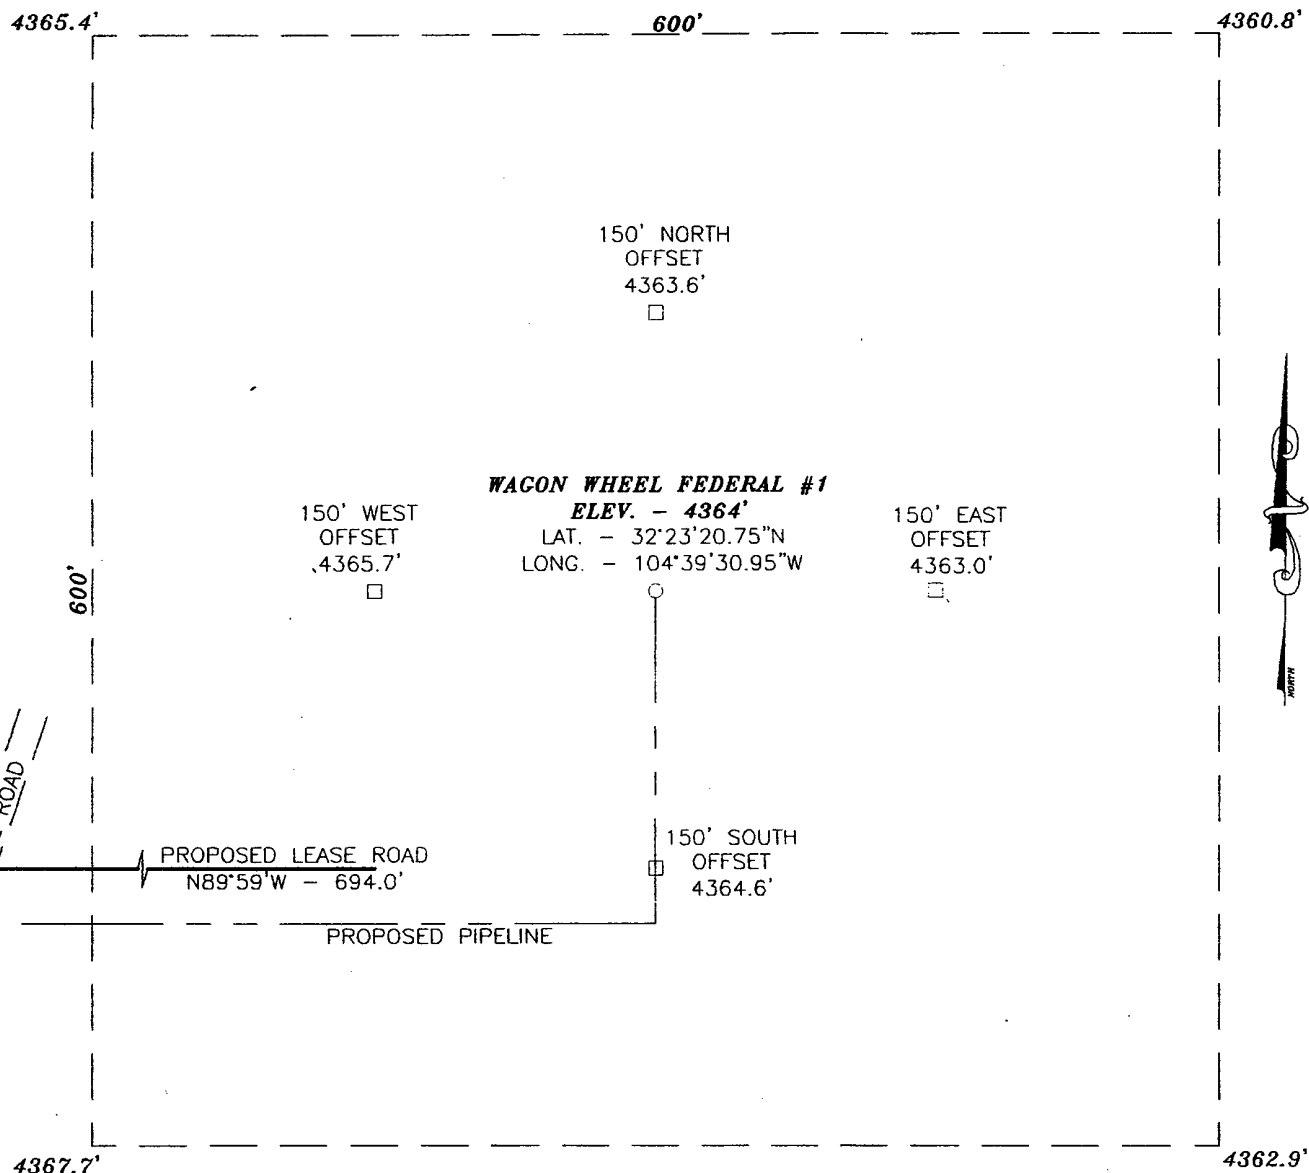 4365.4'
600'
4360.8'
150' NORTH
OFFSET
4363.6'
WAGON WHEEL FEDERAL #1
ELEV. - 4364'
LAT. - 32°23'20.75"N
LONG. - 104°39'30.95"W
150' WEST
OFFSET
4365.7'
150' EAST
OFFSET
4363.0'
600'
NORTH
ROAD
150' SOUTH
OFFSET
4364.6'
PROPOSED LEASE ROAD
N89°59'W - 694.0'
PROPOSED PIPELINE
4367.7'
4362.9'